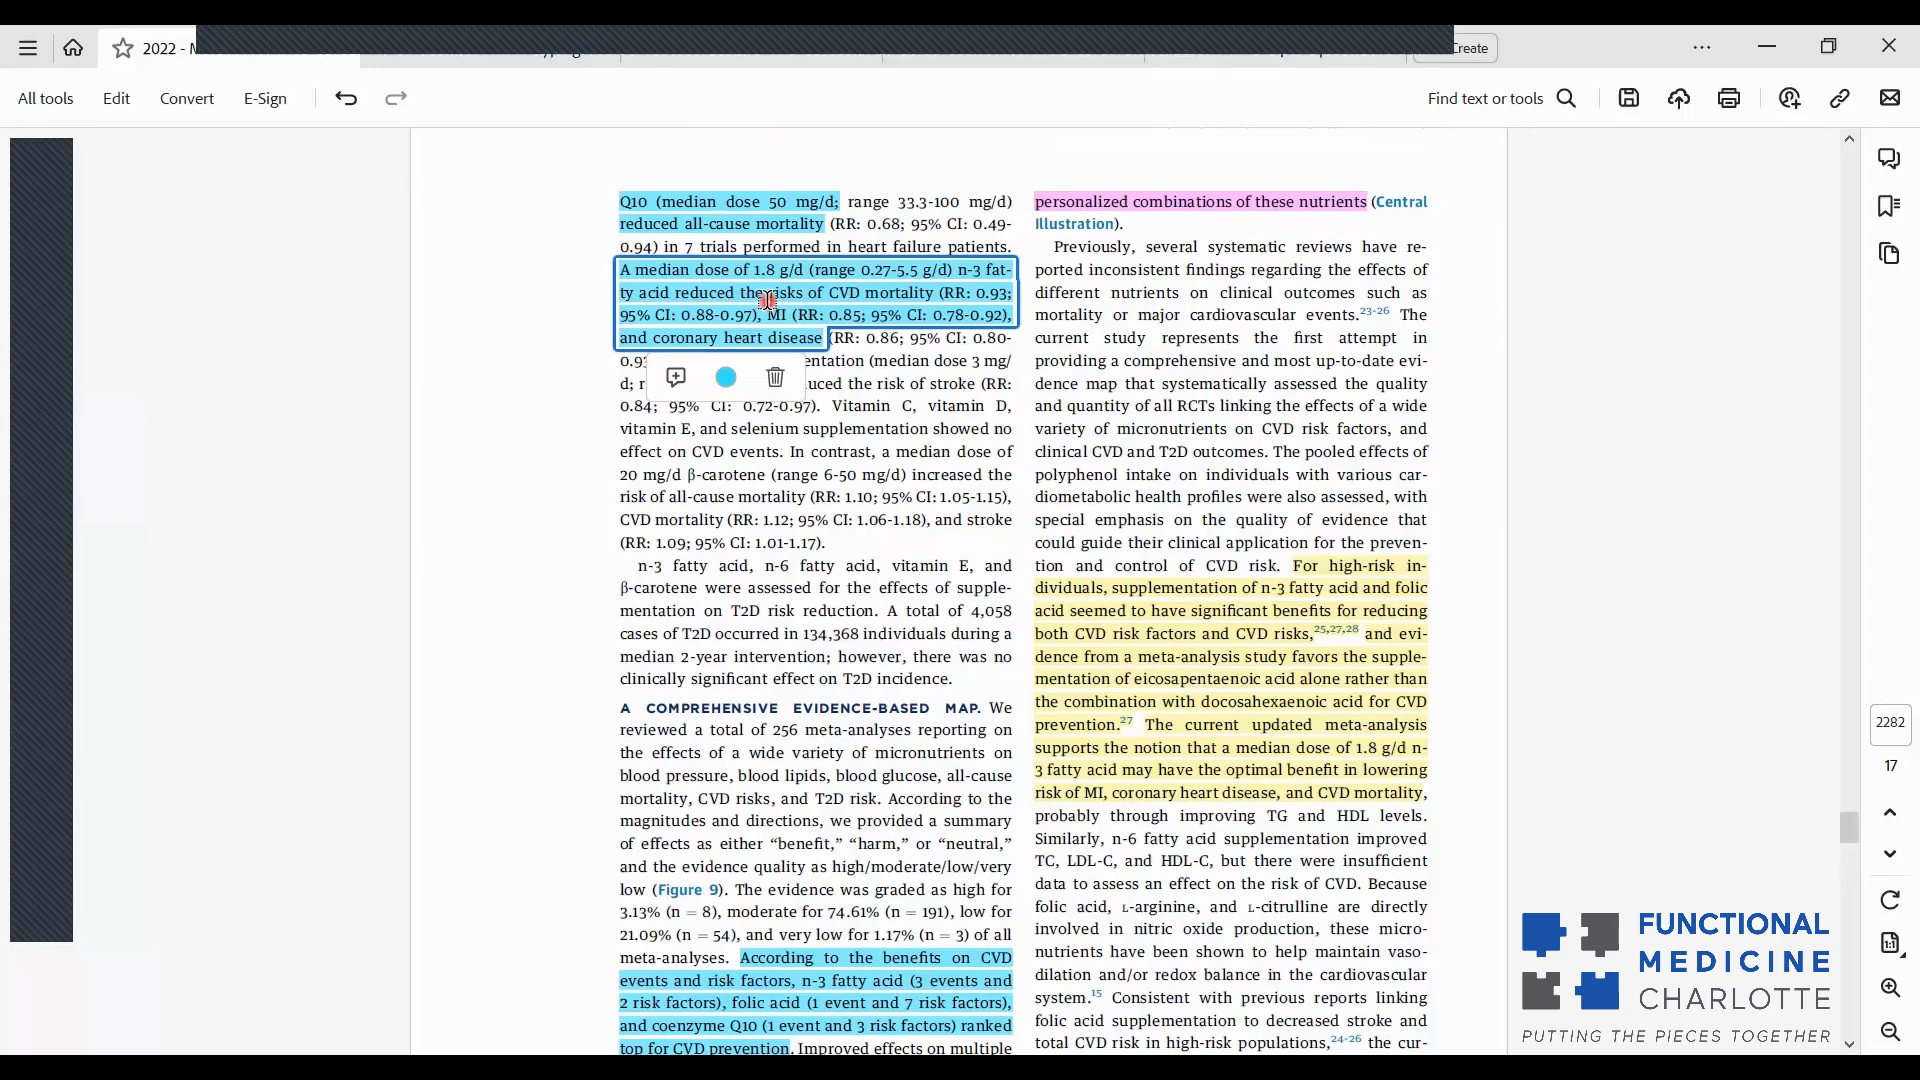 2022 -
Create
All tools
Edit
Convert
E-Sign
Find text or tools
Q10 (median dose 50 mg/d; range 33.3-100 mg/d)
reduced all-cause mortality (RR: 0.68; 95% CI: 0.49-
0.94) in 7 trials performed in heart failure patients.
A median dose of 1.8 g/d (range 0.27-5.5 g/d) n-3 fat-
ty acid reduced the risks of CVD mortality (RR: 0.93;
95% CI: 0.88-0.97), MI (RR: 0.85; 95% CI: 0.78-0.92),
and coronary heart disease (RR: 0.86; 95% CI: 0.80-
0.9 entation (median dose 3 mg/
d; uced the risk of stroke (RR:
0.84; 95% CI: 0.72-0.97). Vitamin C, vitamin D,
vitamin E, and selenium supplementation showed no
effect on CVD events. In contrast, a median dose of
20 mg/d β-carotene (range 6-50 mg/d) increased the
risk of all-cause mortality (RR: 1.10; 95% CI: 1.05-1.15),
CVD mortality (RR: 1.12; 95% CI: 1.06-1.18), and stroke
(RR: 1.09; 95% CI: 1.01-1.17).
n-3 fatty acid, n-6 fatty acid, vitamin E, and
β-carotene were assessed for the effects of supple-
mentation on T2D risk reduction. A total of 4,058
cases of T2D occurred in 134,368 individuals during a
median 2-year intervention; however, there was no
clinically significant effect on T2D incidence.
A COMPREHENSIVE EVIDENCE-BASED MAP. We
reviewed a total of 256 meta-analyses reporting on
the effects of a wide variety of micronutrients on
blood pressure, blood lipids, blood glucose, all-cause
mortality, CVD risks, and T2D risk. According to the
magnitudes and directions, we provided a summary
of effects as either “benefit,” “harm,” or “neutral,”
and the evidence quality as high/moderate/low/very
low (Figure 9). The evidence was graded as high for
3.13% (n = 8), moderate for 74.61% (n = 191), low for
21.09% (n = 54), and very low for 1.17% (n = 3) of all
meta-analyses. According to the benefits on CVD
events and risk factors, n-3 fatty acid (3 events and
2 risk factors), folic acid (1 event and 7 risk factors),
and coenzyme Q10 (1 event and 3 risk factors) ranked
top for CVD prevention. Improved effects on multiple
personalized combinations of these nutrients (Central
Illustration).
Previously, several systematic reviews have re-
ported inconsistent findings regarding the effects of
different nutrients on clinical outcomes such as
mortality or major cardiovascular events.23-26 The
current study represents the first attempt in
providing a comprehensive and most up-to-date evi-
dence map that systematically assessed the quality
and quantity of all RCTs linking the effects of a wide
variety of micronutrients on CVD risk factors, and
clinical CVD and T2D outcomes. The pooled effects of
polyphenol intake on individuals with various car-
diometabolic health profiles were also assessed, with
special emphasis on the quality of evidence that
could guide their clinical application for the preven-
tion and control of CVD risk. For high-risk in-
dividuals, supplementation of n-3 fatty acid and folic
acid seemed to have significant benefits for reducing
both CVD risk factors and CVD risks,25,27,28 and evi-
dence from a meta-analysis study favors the supple-
mentation of eicosapentaenoic acid alone rather than
the combination with docosahexaenoic acid for CVD
prevention.27 The current updated meta-analysis
supports the notion that a median dose of 1.8 g/d n-
3 fatty acid may have the optimal benefit in lowering
risk of MI, coronary heart disease, and CVD mortality,
probably through improving TG and HDL levels.
Similarly, n-6 fatty acid supplementation improved
TC, LDL-C, and HDL-C, but there were insufficient
data to assess an effect on the risk of CVD. Because
folic acid, L-arginine, and L-citrulline are directly
involved in nitric oxide production, these micro-
nutrients have been shown to help maintain vaso-
dilation and/or redox balance in the cardiovascular
system.15 Consistent with previous reports linking
folic acid supplementation to decreased stroke and
total CVD risk in high-risk populations,24-26 the cur-
2282
17
1:1
FUNCTIONAL
MEDICINE
CHARLOTTE
PUTTING THE PIECES TOGETHER